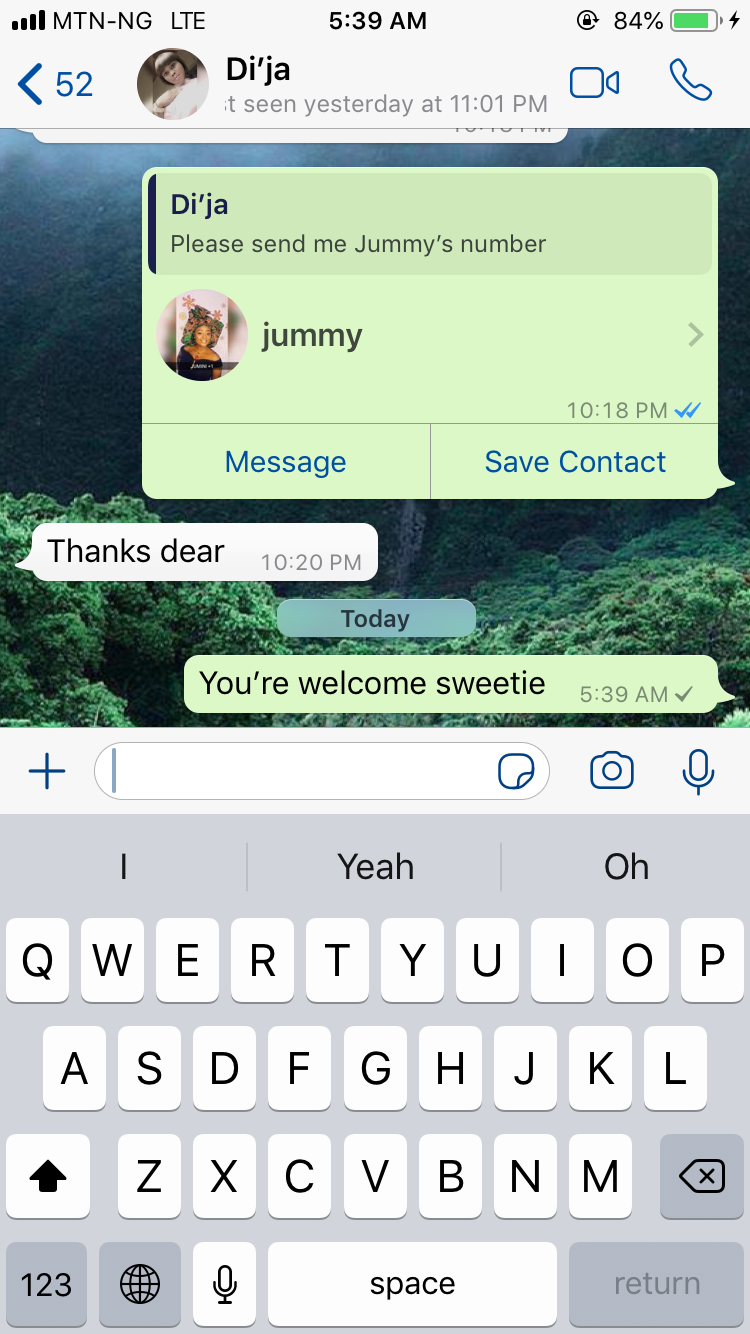 MTN-NG LTE 5:39 AM 84%
52 Di’ja
t seen yesterday at 11:01 PM
Di’ja
Please send me Jummy’s number
jummy
10:18 PM
Message Save Contact
Thanks dear 10:20 PM
Today
You’re welcome sweetie 5:39 AM
I Yeah Oh
Q W E R T Y U I O P
A S D F G H J K L
Z X C V B N M
123 space return